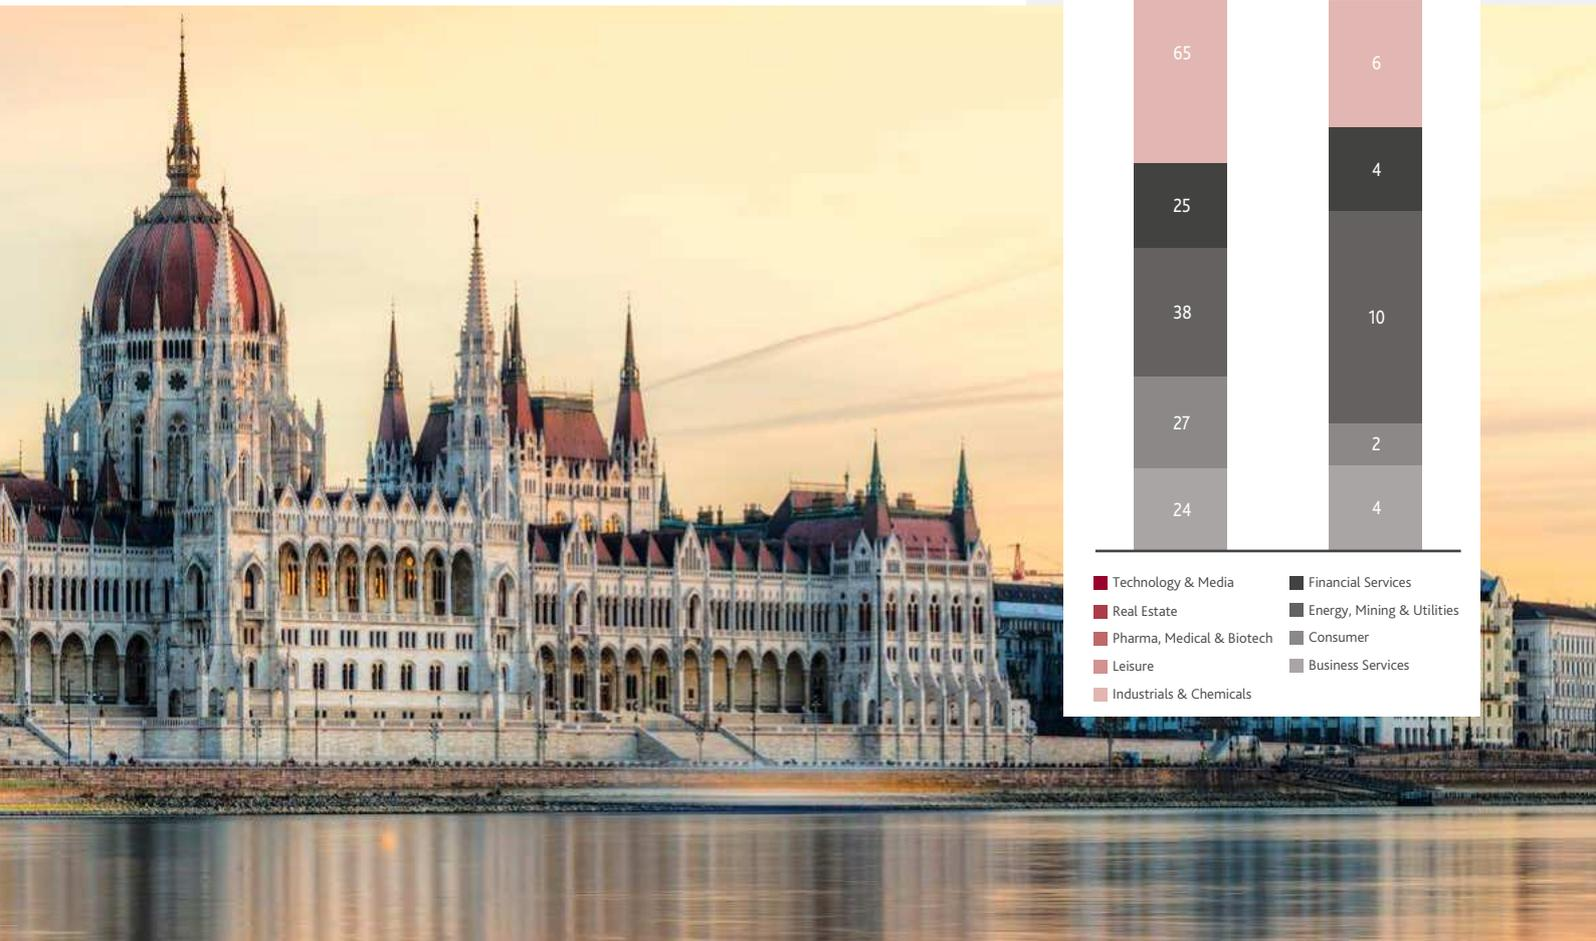 65 6
25 4
38 10
27 2
24 4
Technology & Media
Real Estate
Pharma, Medical & Biotech
Leisure
Industrials & Chemicals
Financial Services
Energy, Mining & Utilities
Consumer
Business Services